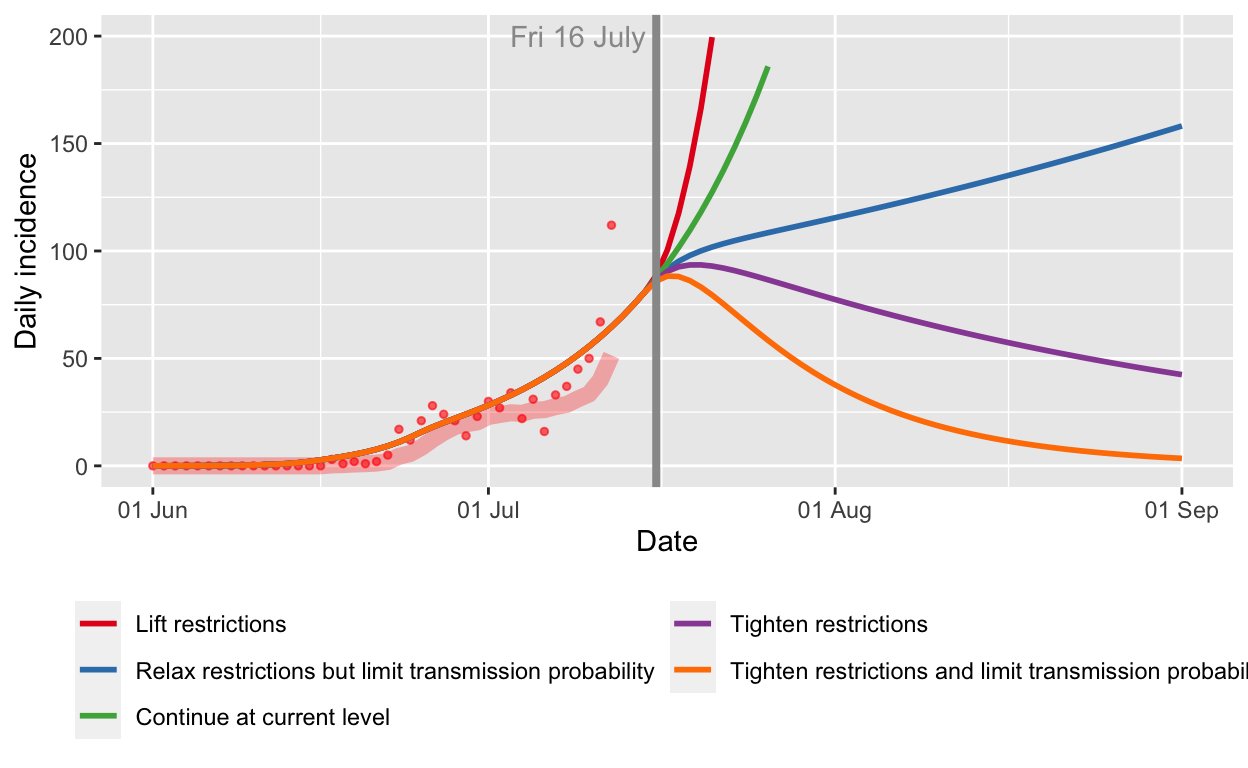 Fri 16 July
200
150
100
50
0
Daily incidence
01 Jun
01 Jul
01 Aug
01 Sep
Date
Lift restrictions
Relax restrictions but limit transmission probability
Continue at current level
Tighten restrictions
Tighten restrictions and limit transmission probabil